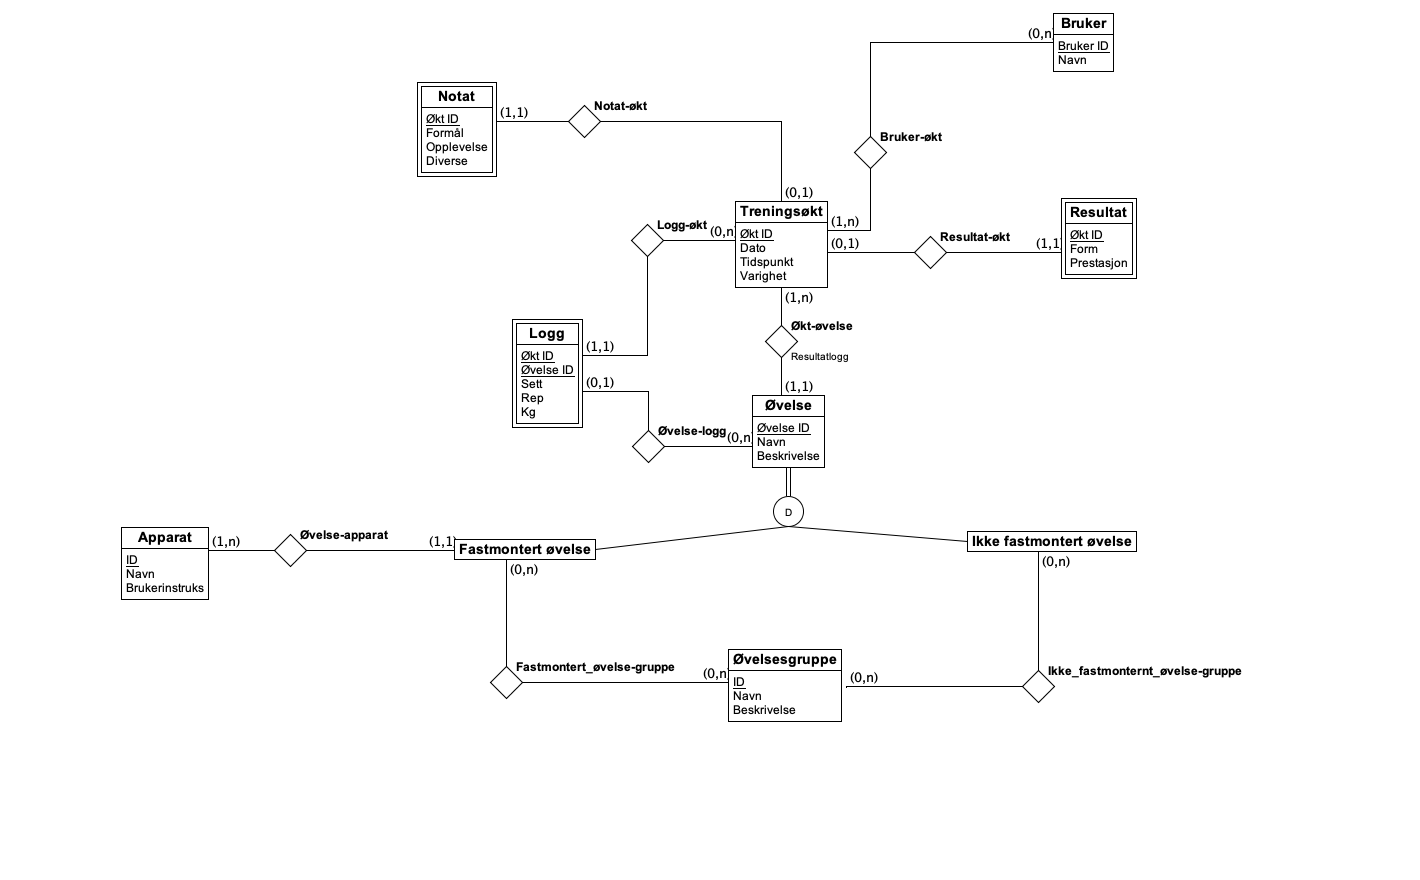 Bruker
Bruker ID
Navn
(0,n)
Bruker-økt
Notat
Økt ID
Formål
Opplevelse
Diverse
(1,1)
Notat-økt
(0,1)
Treningsøkt
Økt ID
Dato
Tidspunkt
Varighet
(1,n)
(0,1)
Resultat-økt
(1,1
Resultat
Økt ID
Form
Prestasjon
Logg-økt
(0,n)
(1,n)
Økt-øvelse
Resultatlogg
(1,1)
Logg
Økt ID
Øvelse ID
Sett
Rep
Kg
(1,1)
(0,1)
Øvelse-logg
(0,n)
Øvelse
Øvelse ID
Navn
Beskrivelse
D
Apparat
ID
Navn
Brukerinstruks
(1,n)
Øvelse-apparat
(1,1
Fastmontert øvelse
(0,n)
Ikke fastmontert øvelse
(0,n)
Fastmontert_øvelse-gruppe
(0,n)
Øvelsesgruppe
ID
Navn
Beskrivelse
(0,n)
Ikke_fastmonternt_øvelse-gruppe